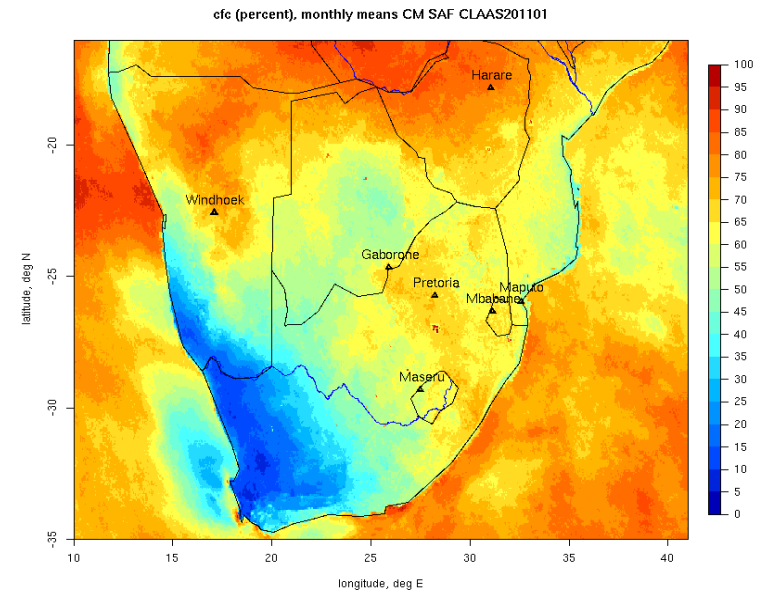 cfc (percent), monthly means CM SAF CLAAS201101
Harare
Windhoek
Gaborone
Pretoria
Maputo
Mbabane
Maseru
latitude, deg N
-20
-25
-30
-35
10 15 20 25 30 35 40
longitude, deg E
100
95
90
85
80
75
70
65
60
55
50
45
40
35
30
25
20
15
10
5
0